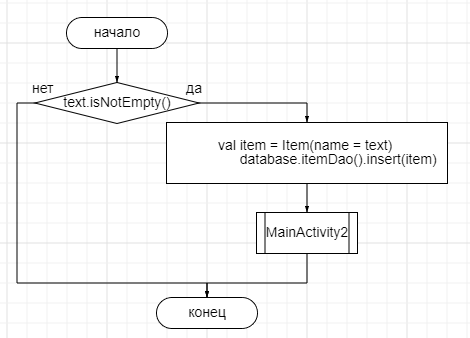 начало
нет
да
text.isNotEmpty()
val item = Item(name = text)
database.itemDao().insert(item)
MainActivity2
конец